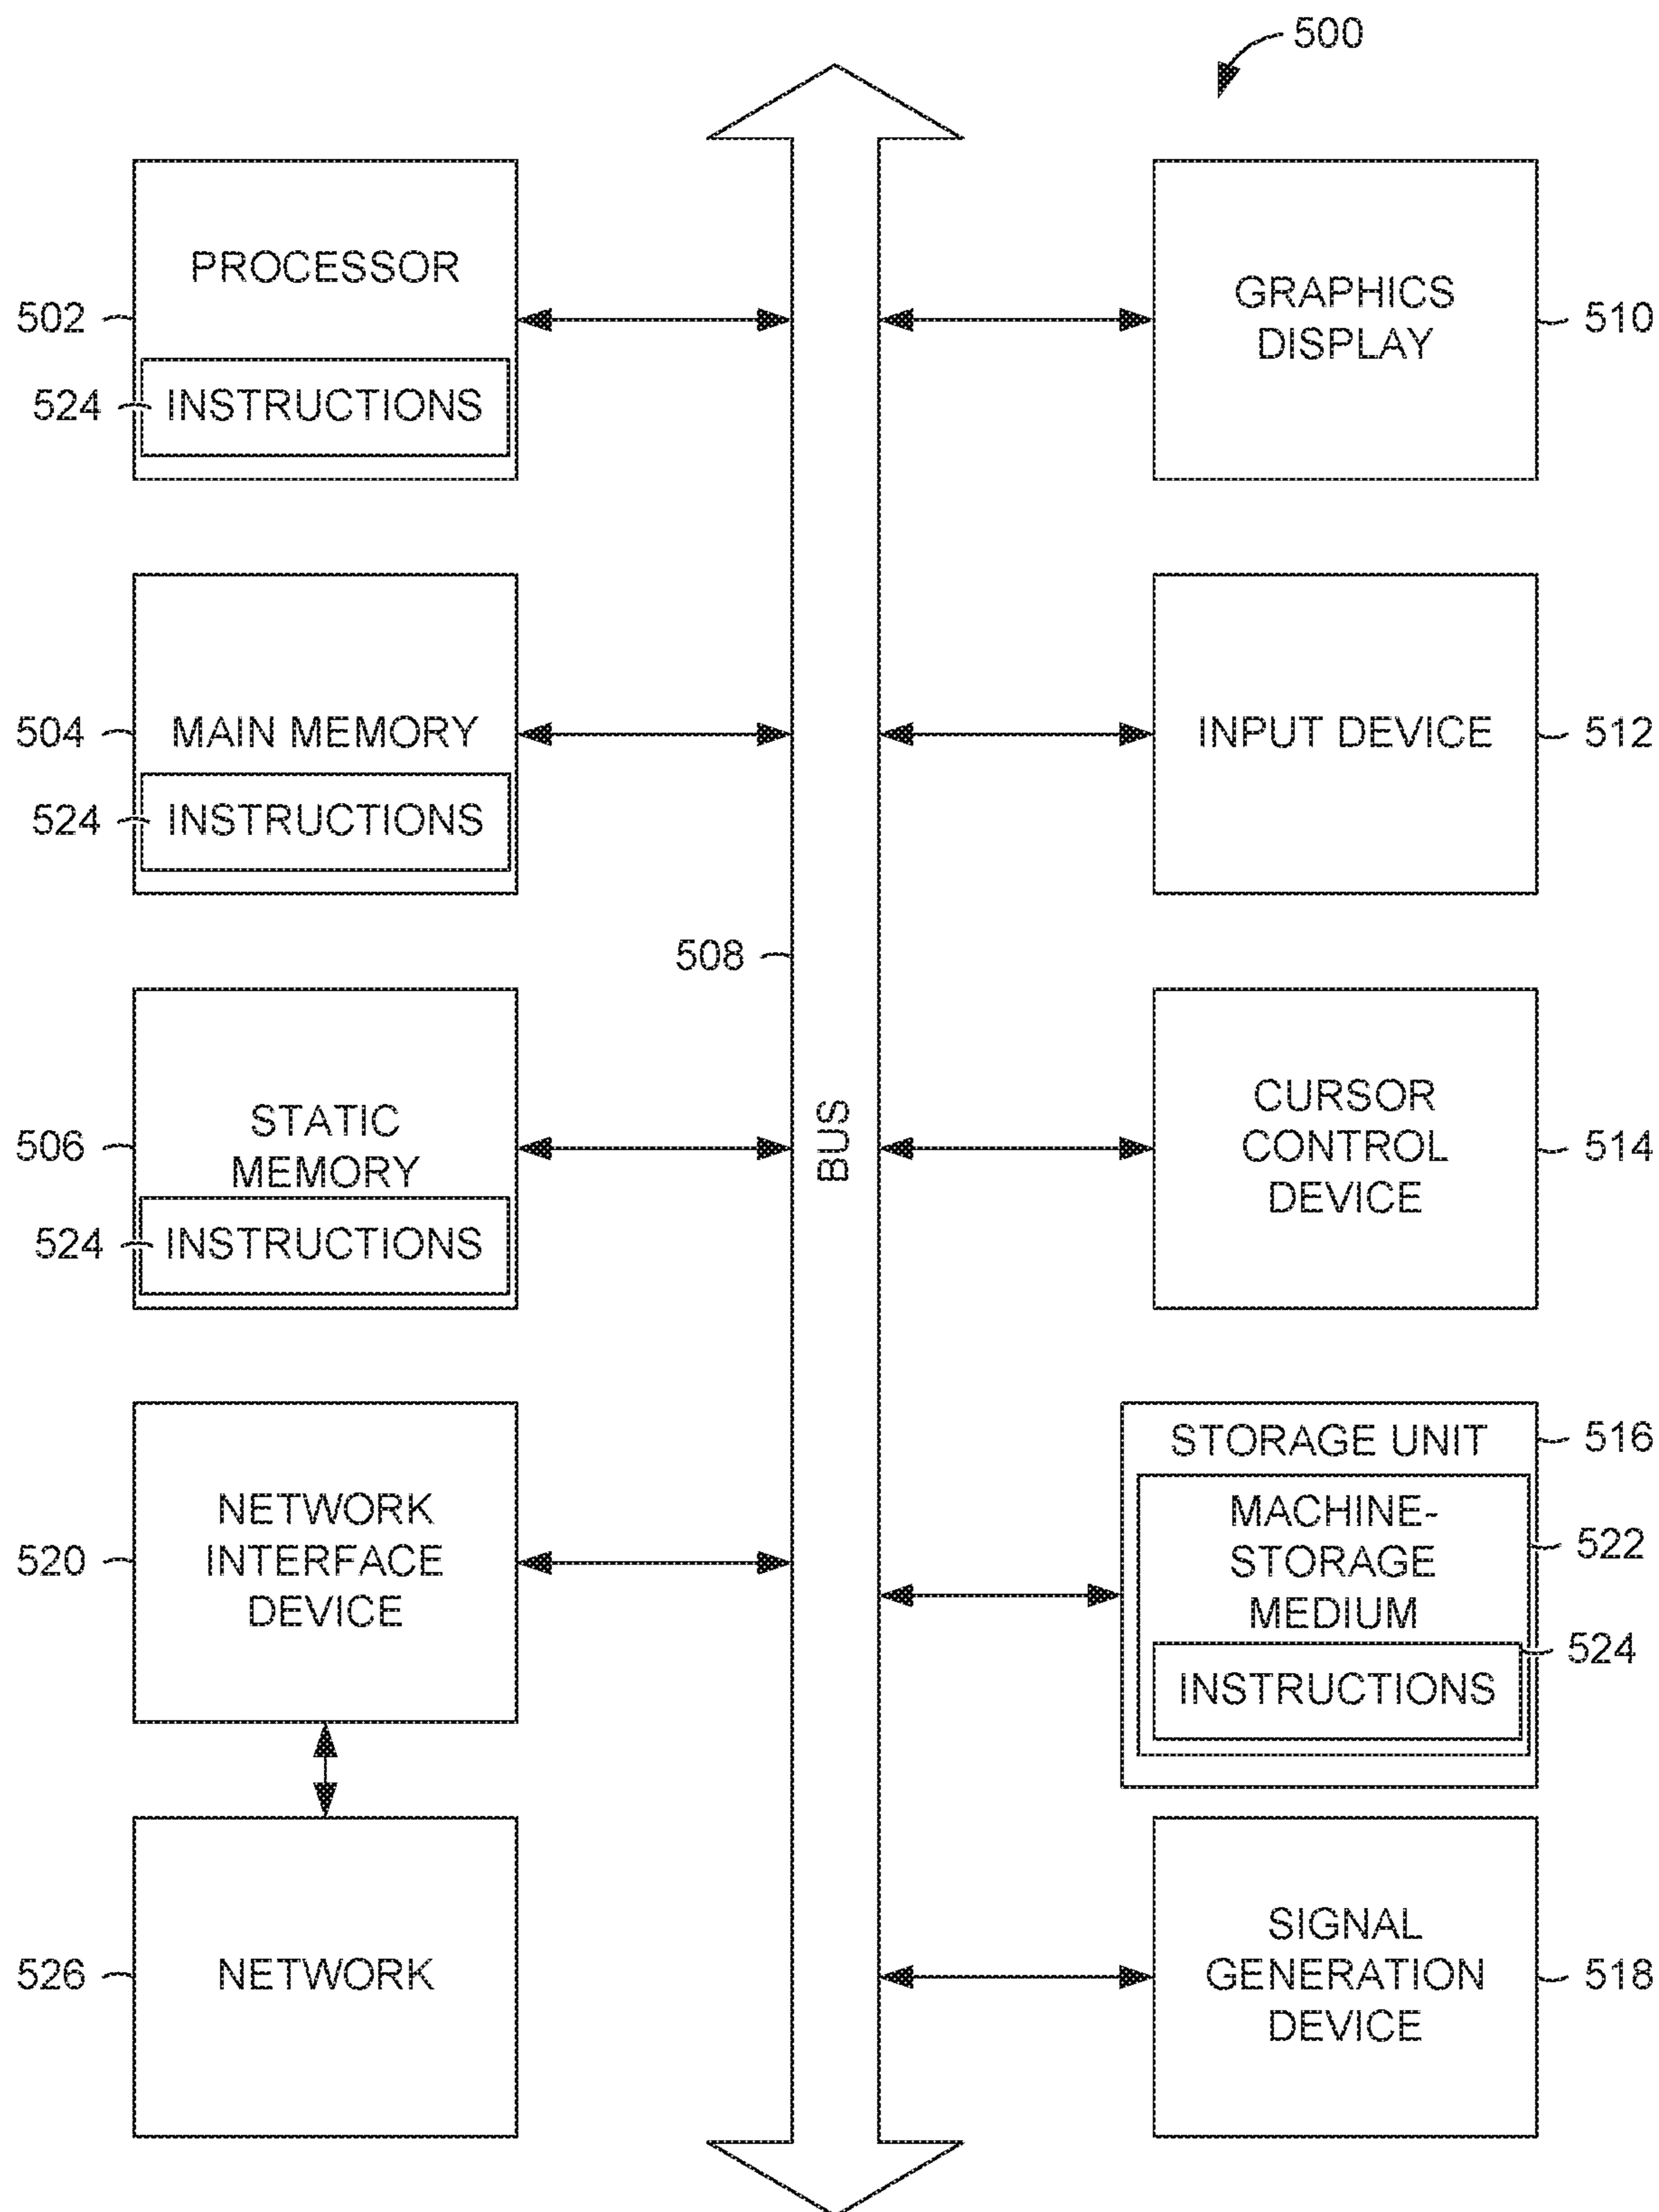 500
PROCESSOR
502
524
INSTRUCTIONS
GRAPHICS
DISPLAY
510
504
MAIN MEMORY
524
INSTRUCTIONS
INPUT DEVICE
512
508
BUS
506
STATIC
MEMORY
524
INSTRUCTIONS
CURSOR
CONTROL
DEVICE
514
520
NETWORK
INTERFACE
DEVICE
STORAGE UNIT
516
MACHINE-
STORAGE
MEDIUM
522
524
INSTRUCTIONS
526
NETWORK
SIGNAL
GENERATION
DEVICE
518